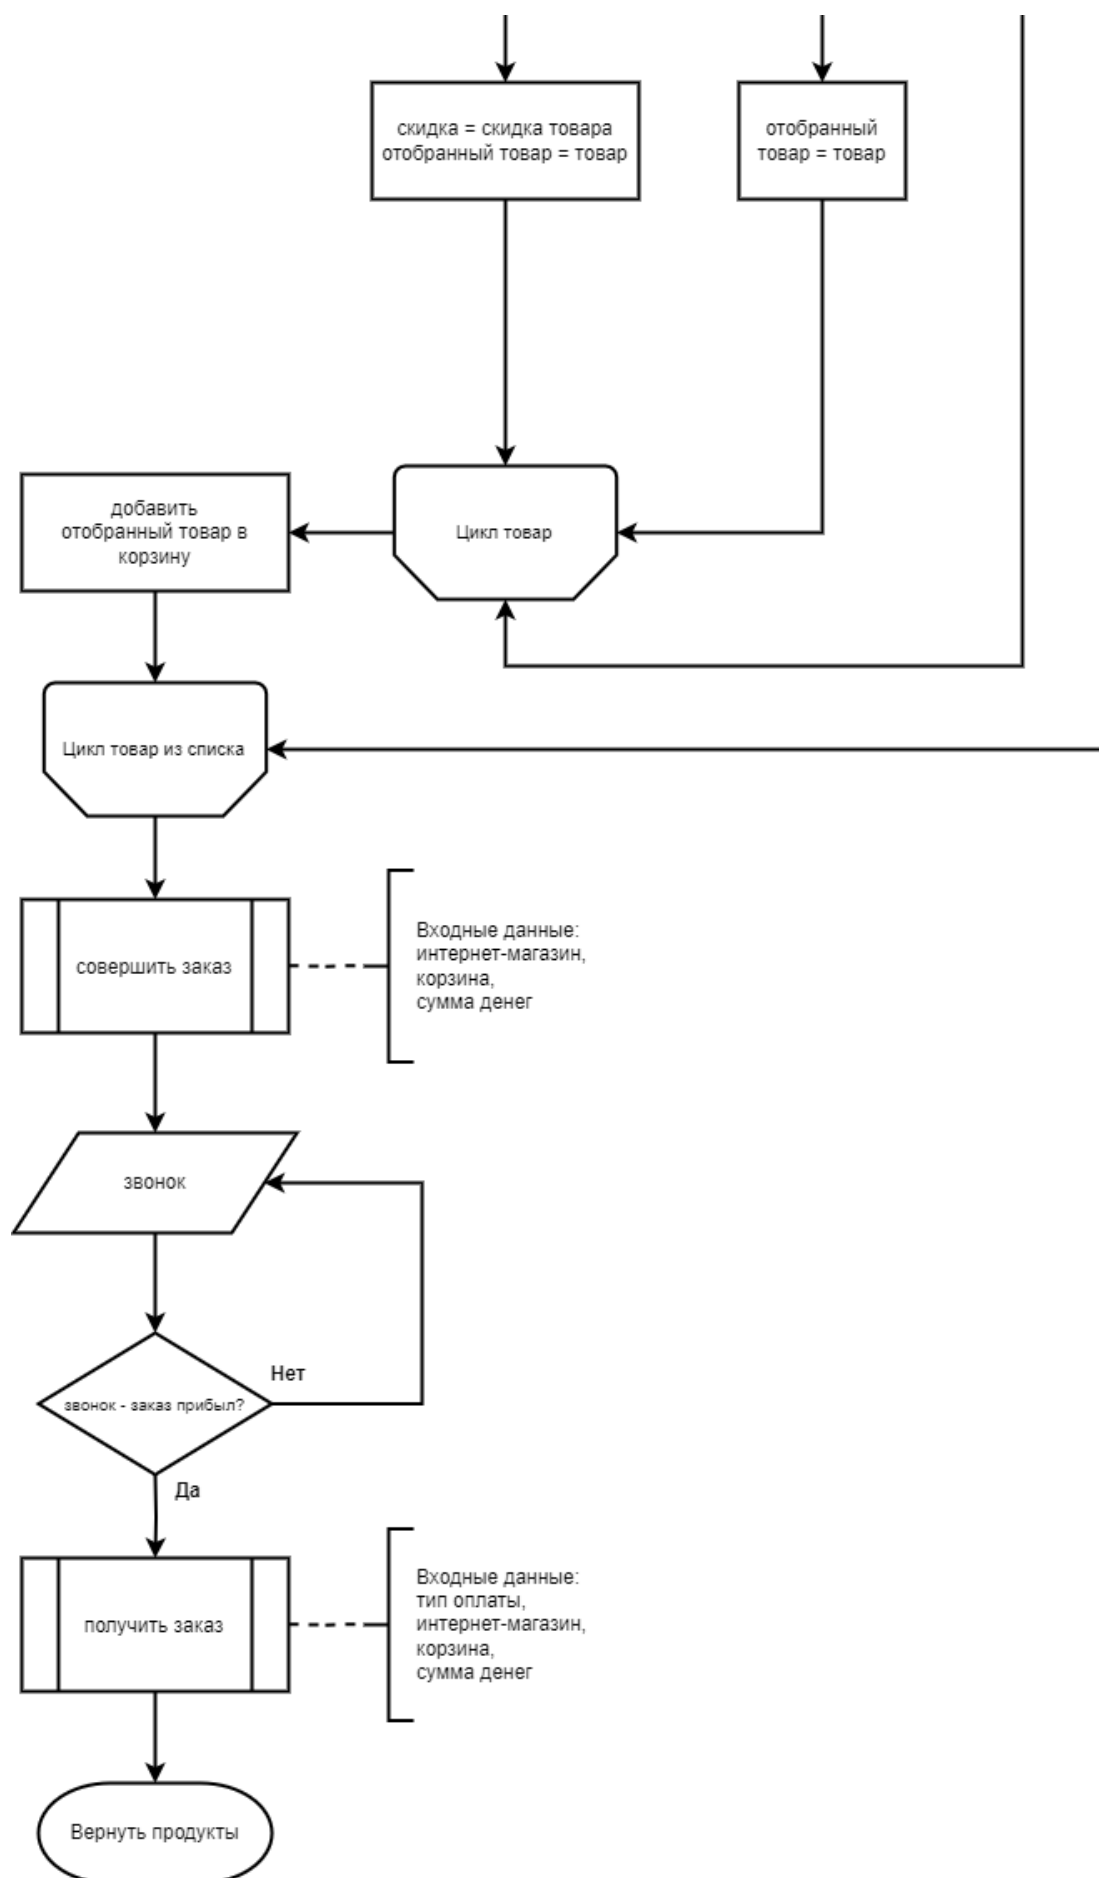 скидка = скидка товара
отобранный товар = товар
отобранный
товар = товар
добавить
отобранный товар в
корзину
Цикл товар
Цикл товар из списка
совершить заказ
Входные данные:
интернет-магазин,
корзина,
сумма денег
звонок
Нет
звонок - заказ прибыл?
Да
получить заказ
Входные данные:
тип оплаты,
интернет-магазин,
корзина,
сумма денег
Вернуть продукты